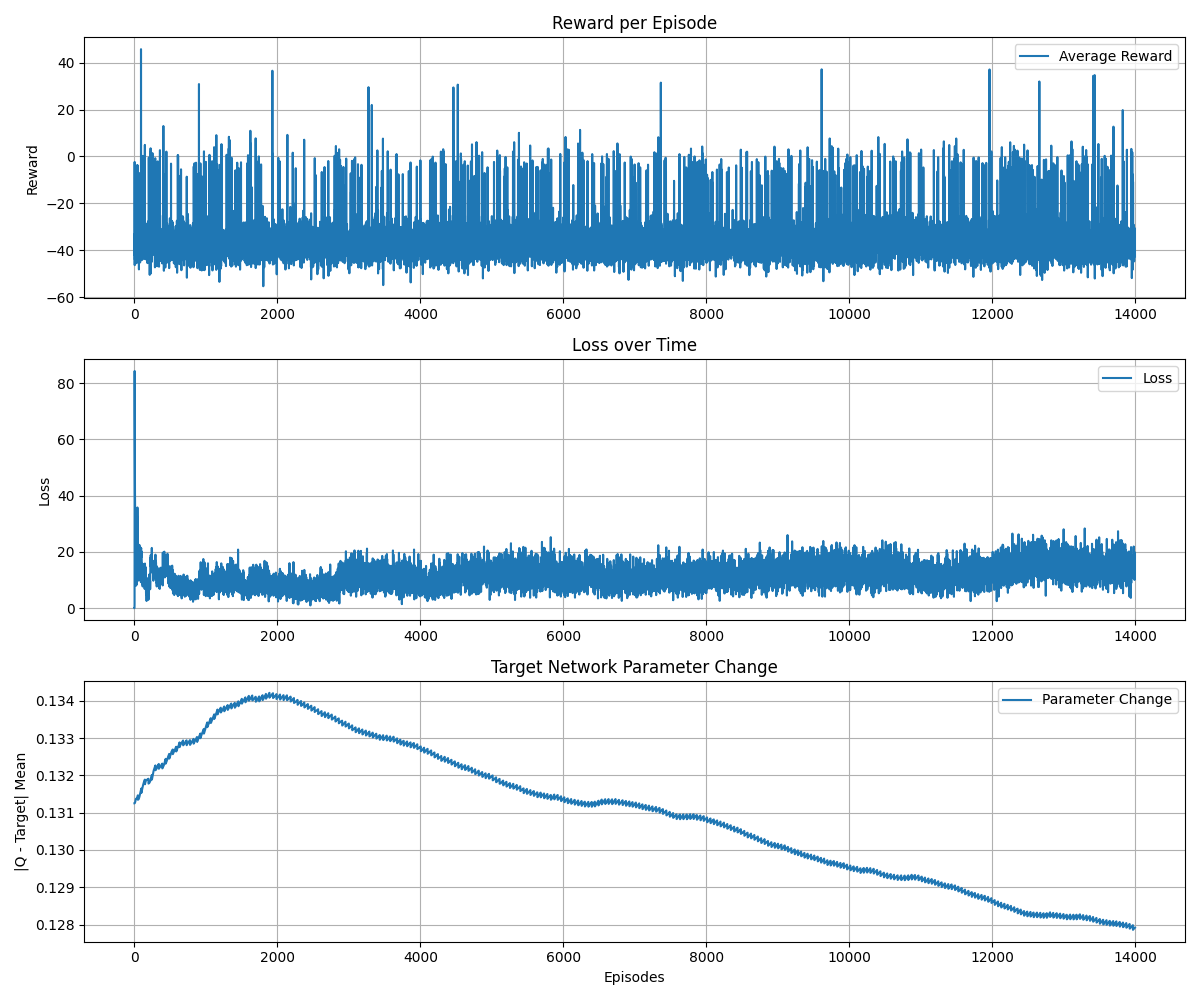 Reward per Episode
Average Reward
Reward
40
20
0
−20
−40
−60
0 2000 4000 6000 8000 10000 12000 14000
Loss over Time
Loss
Loss
80
60
40
20
0
0 2000 4000 6000 8000 10000 12000 14000
Target Network Parameter Change
Parameter Change
|Q - Target| Mean
0.134
0.133
0.132
0.131
0.130
0.129
0.128
0 2000 4000 6000 8000 10000 12000 14000
Episodes